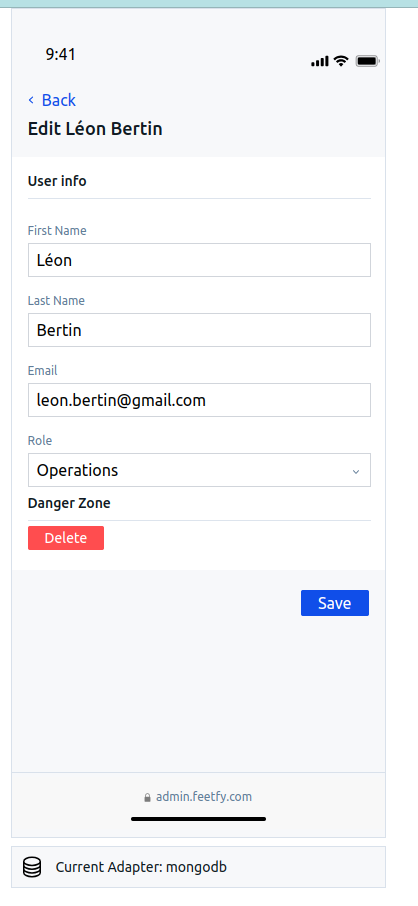 9:41
Back
Edit Léon Bertin
User info
First Name
Léon
Last Name
Bertin
Email
leon.bertin@gmail.com
Role
Operations
Danger Zone
Delete
Save
admin.feetfy.com
Current Adapter: mongodb